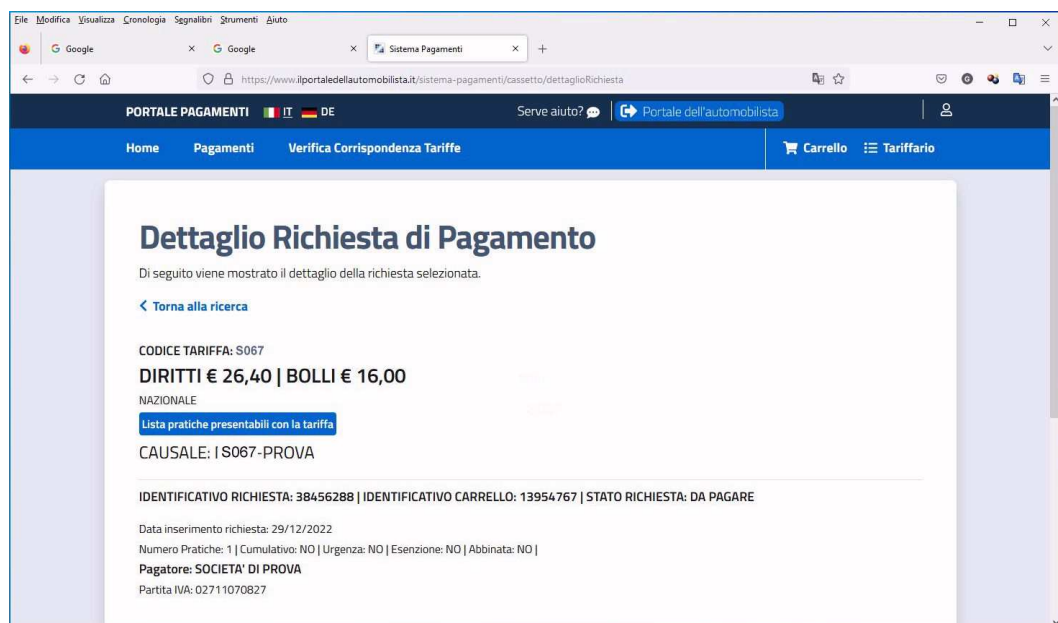 File Modifica Visualizza Cronologia Segnalibri Strumenti Aiuto
Google Google Sistema Pagamenti
https://www.ilportaledellautomobilista.it/sistema-pagamenti/cassetto/dettaglioRichiesta
PORTALE PAGAMENTI IT DE Serve aiuto? Portale dell'automobilista
Home Pagamenti Verifica Corrispondenza Tariffe Carrello Tariffario
Dettaglio Richiesta di Pagamento
Di seguito viene mostrato il dettaglio della richiesta selezionata.
Torna alla ricerca
CODICE TARIFFA: S067
DIRITTI € 26,40 | BOLLI € 16,00
NAZIONALE
Lista pratiche presentabili con la tariffa
CAUSALE: I S067-PROVA
IDENTIFICATIVO RICHIESTA: 38456288 | IDENTIFICATIVO CARRELLO: 13954767 | STATO RICHIESTA: DA PAGARE
Data inserimento richiesta: 29/12/2022
Numero Pratiche: 1 | Cumulativo: NO | Urgenza: NO | Esenzione: NO | Abbinata: NO |
Pagatore: SOCIETA' DI PROVA
Partita IVA: 02711070827